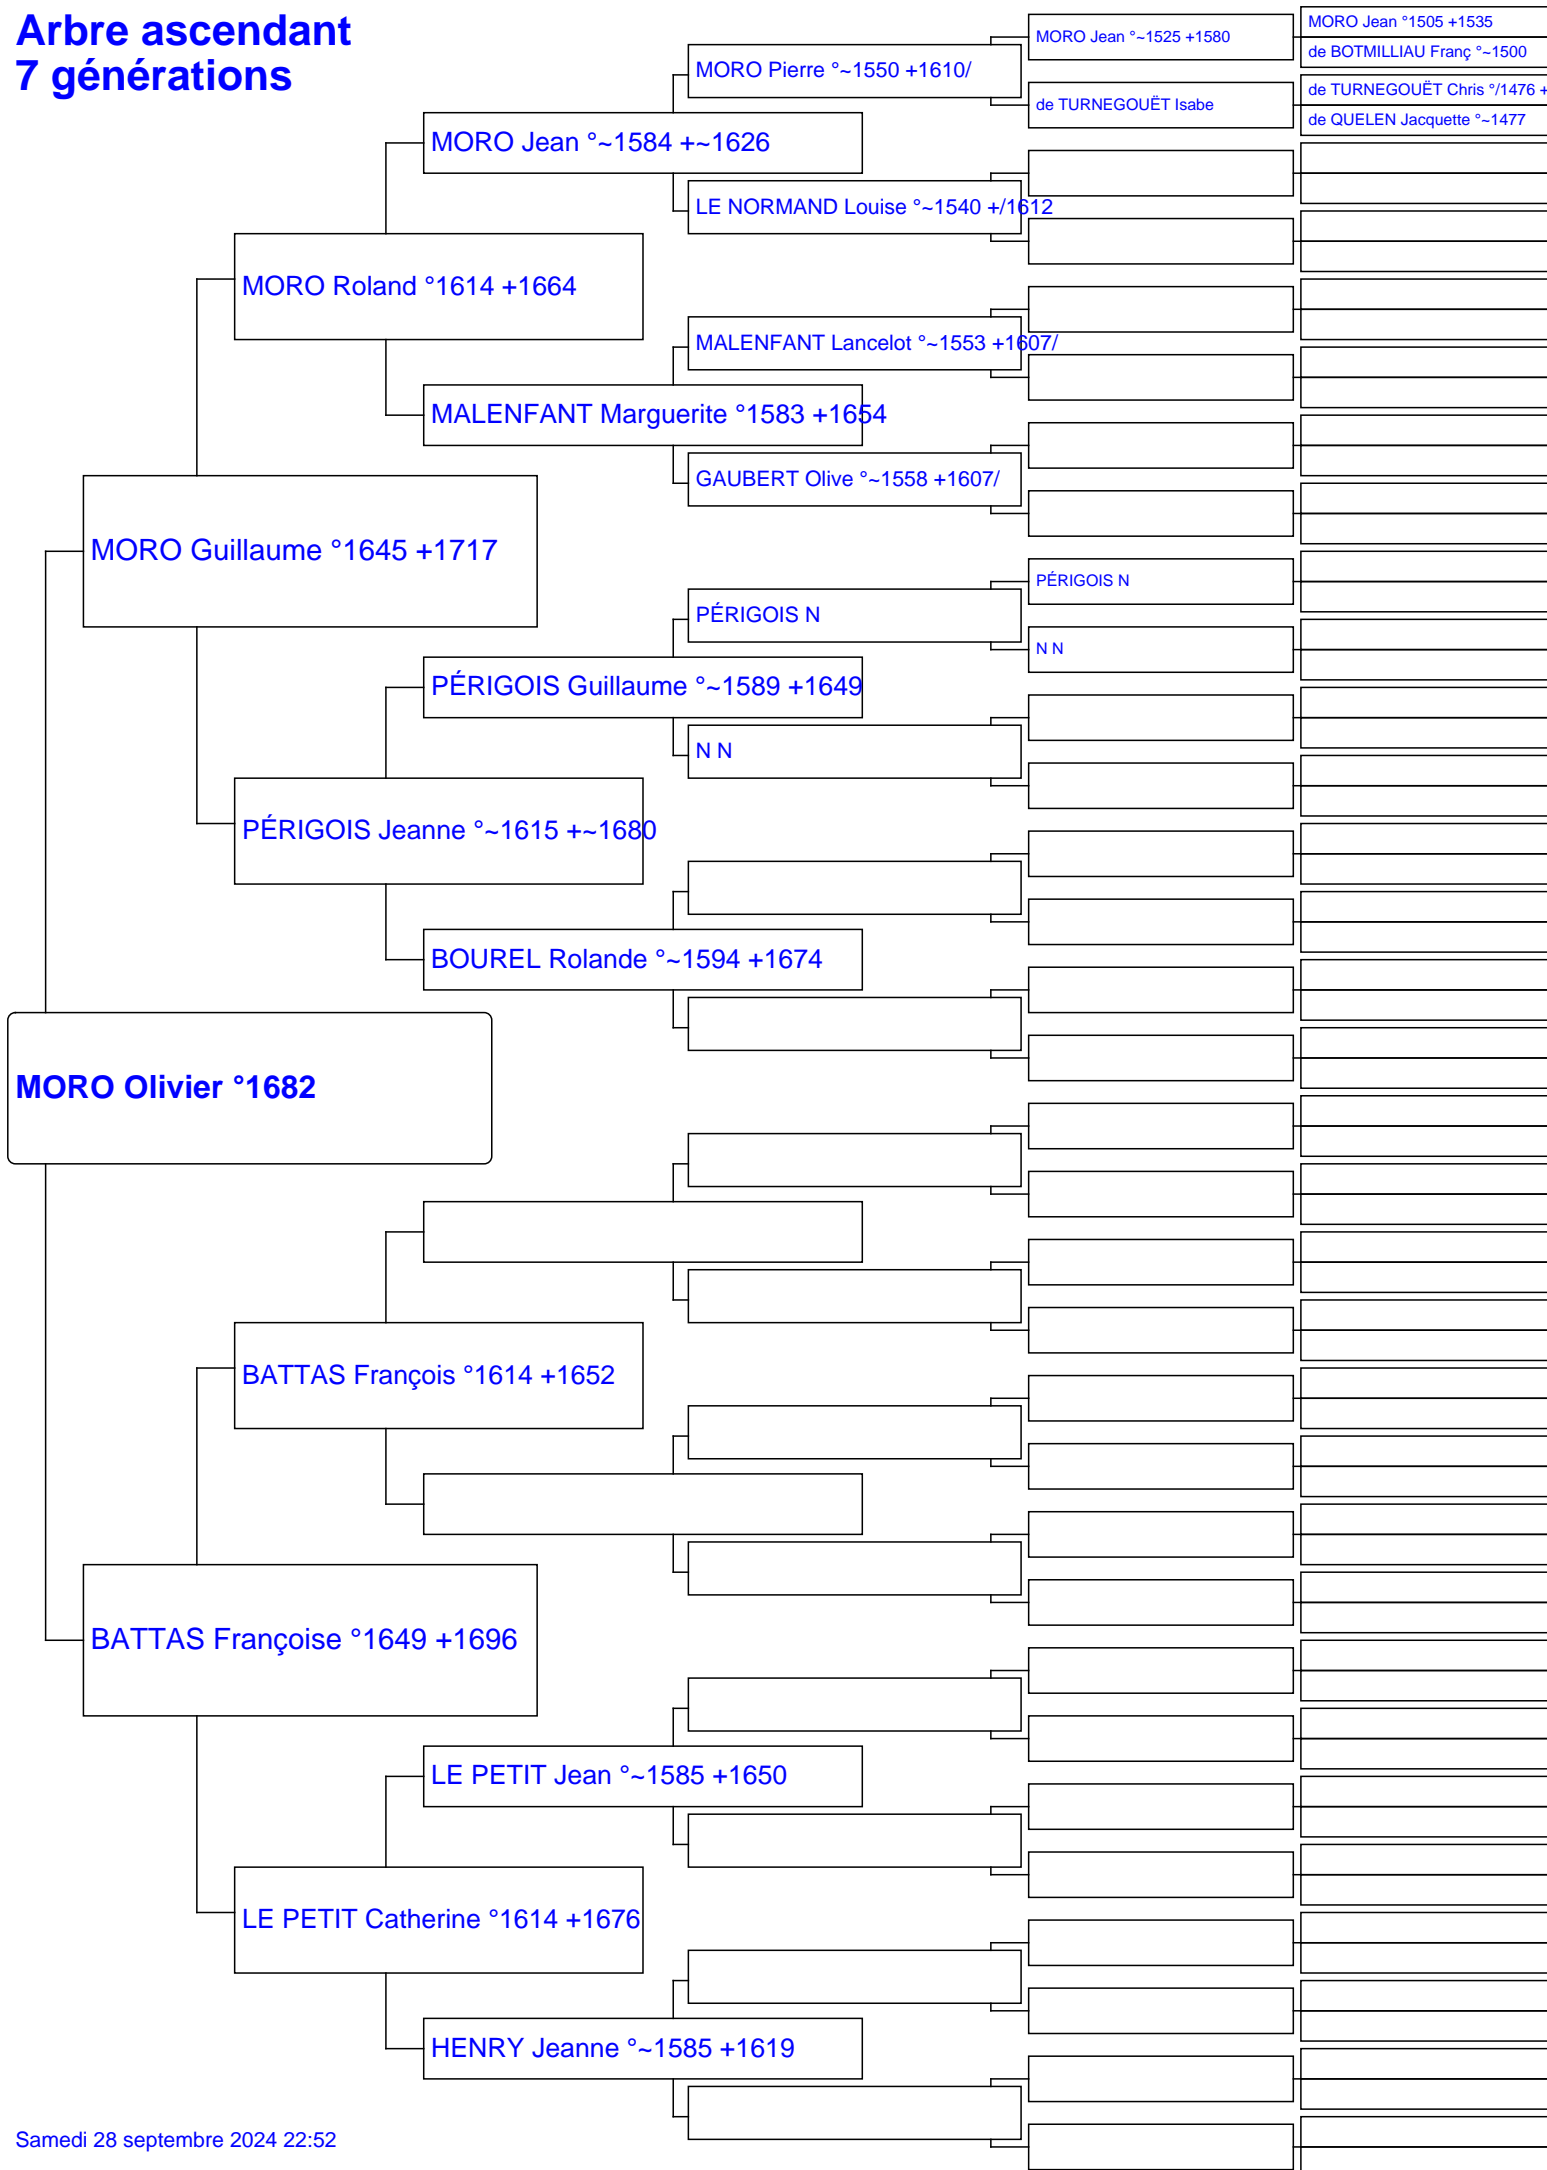 Arbre ascendant
7 générations
MORO Jean °1505 +1535
MORO Jean °~1525 +1580
de BOTMILLIAU Franç °~1500
MORO Pierre °~1550 +1610/
de TURNEGOUËT Chris °/1476 +
de TURNEGOUËT Isabe
de QUELEN Jacquette °~1477
MORO Jean °~1584 +~1626
LE NORMAND Louise °~1540 +/1612
MORO Roland °1614 +1664
MALENFANT Lancelot °~1553 +1607/
MALENFANT Marguerite °1583 +1654
GAUBERT Olive °~1558 +1607/
MORO Guillaume °1645 +1717
PÉRIGOIS N
PÉRIGOIS N
N N
PÉRIGOIS Guillaume °~1589 +1649
N N
PÉRIGOIS Jeanne °~1615 +~1680
BOUREL Rolande °~1594 +1674
MORO Olivier °1682
BATTAS François °1614 +1652
BATTAS Françoise °1649 +1696
LE PETIT Jean °~1585 +1650
LE PETIT Catherine °1614 +1676
HENRY Jeanne °~1585 +1619
Samedi 28 septembre 2024 22:52